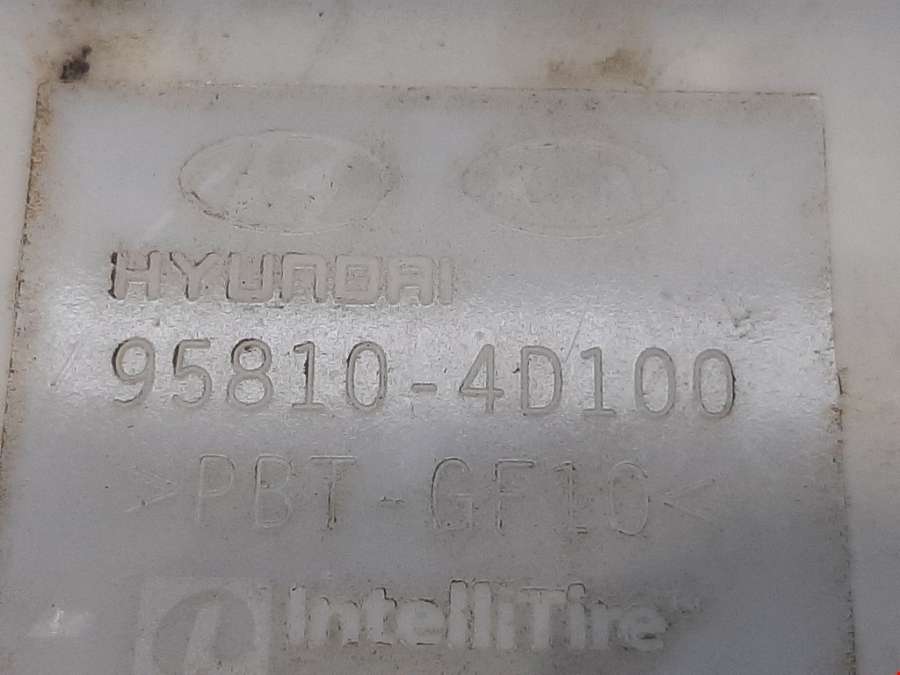 HYUNDAI
95810-4D100
>PBT-GF10<
IntelliTire